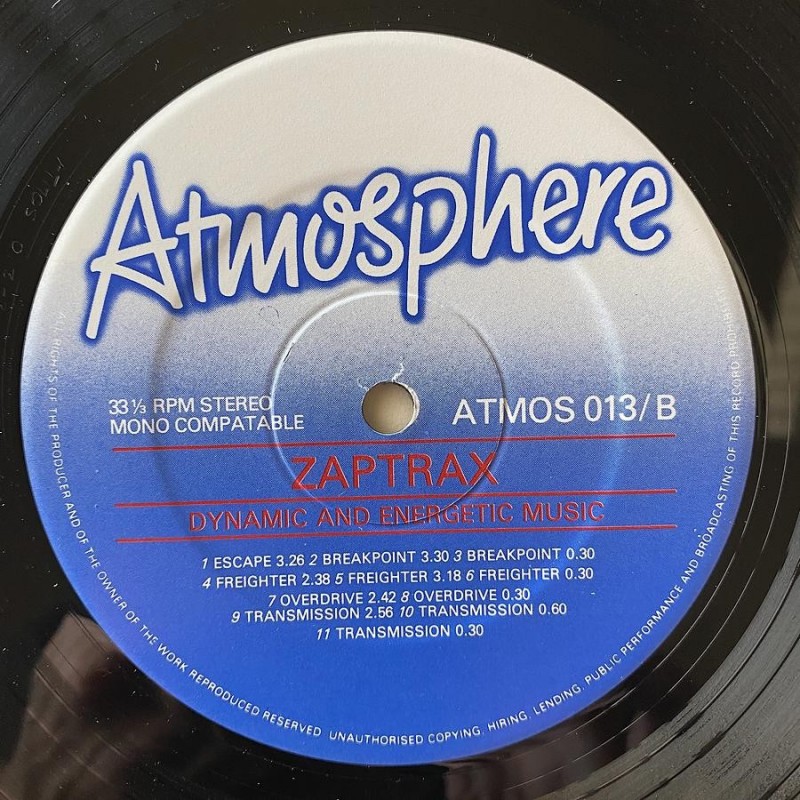 Atmosphere
33 ⅓ RPM STEREO
MONO COMPATABLE
ATMOS 013/B
ZAPTRAX
DYNAMIC AND ENERGETIC MUSIC
1 ESCAPE 3.26 2 BREAKPOINT 3.30 3 BREAKPOINT 0.30
4 FREIGHTER 2.38 5 FREIGHTER 3.18 6 FREIGHTER 0.30
7 OVERDRIVE 2.42 8 OVERDRIVE 0.30
9 TRANSMISSION 2.56 10 TRANSMISSION 0.60
11 TRANSMISSION 0.30
ALL RIGHTS OF THE PRODUCER AND OF THE OWNER OF THE WORK REPRODUCED RESERVED. UNAUTHORISED COPYING, HIRING, LENDING, PUBLIC PERFORMANCE AND BROADCASTING OF THIS RECORD PROHIBITED